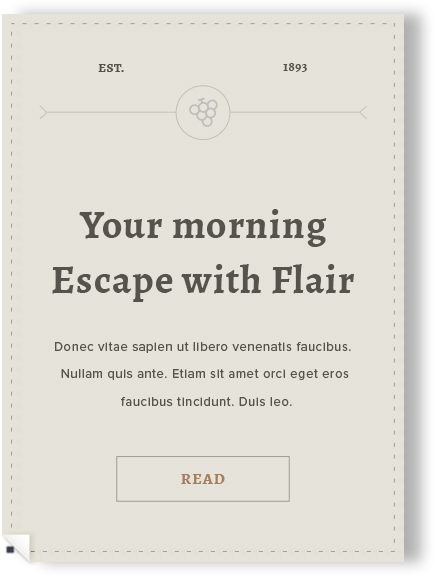 EST. 1893
Your morning
Escape with Flair
Donec vitae sapien ut libero venenatis faucibus.
Nullam quis ante. Etiam sit amet orci eget eros
faucibus tincidunt. Duis leo.
READ